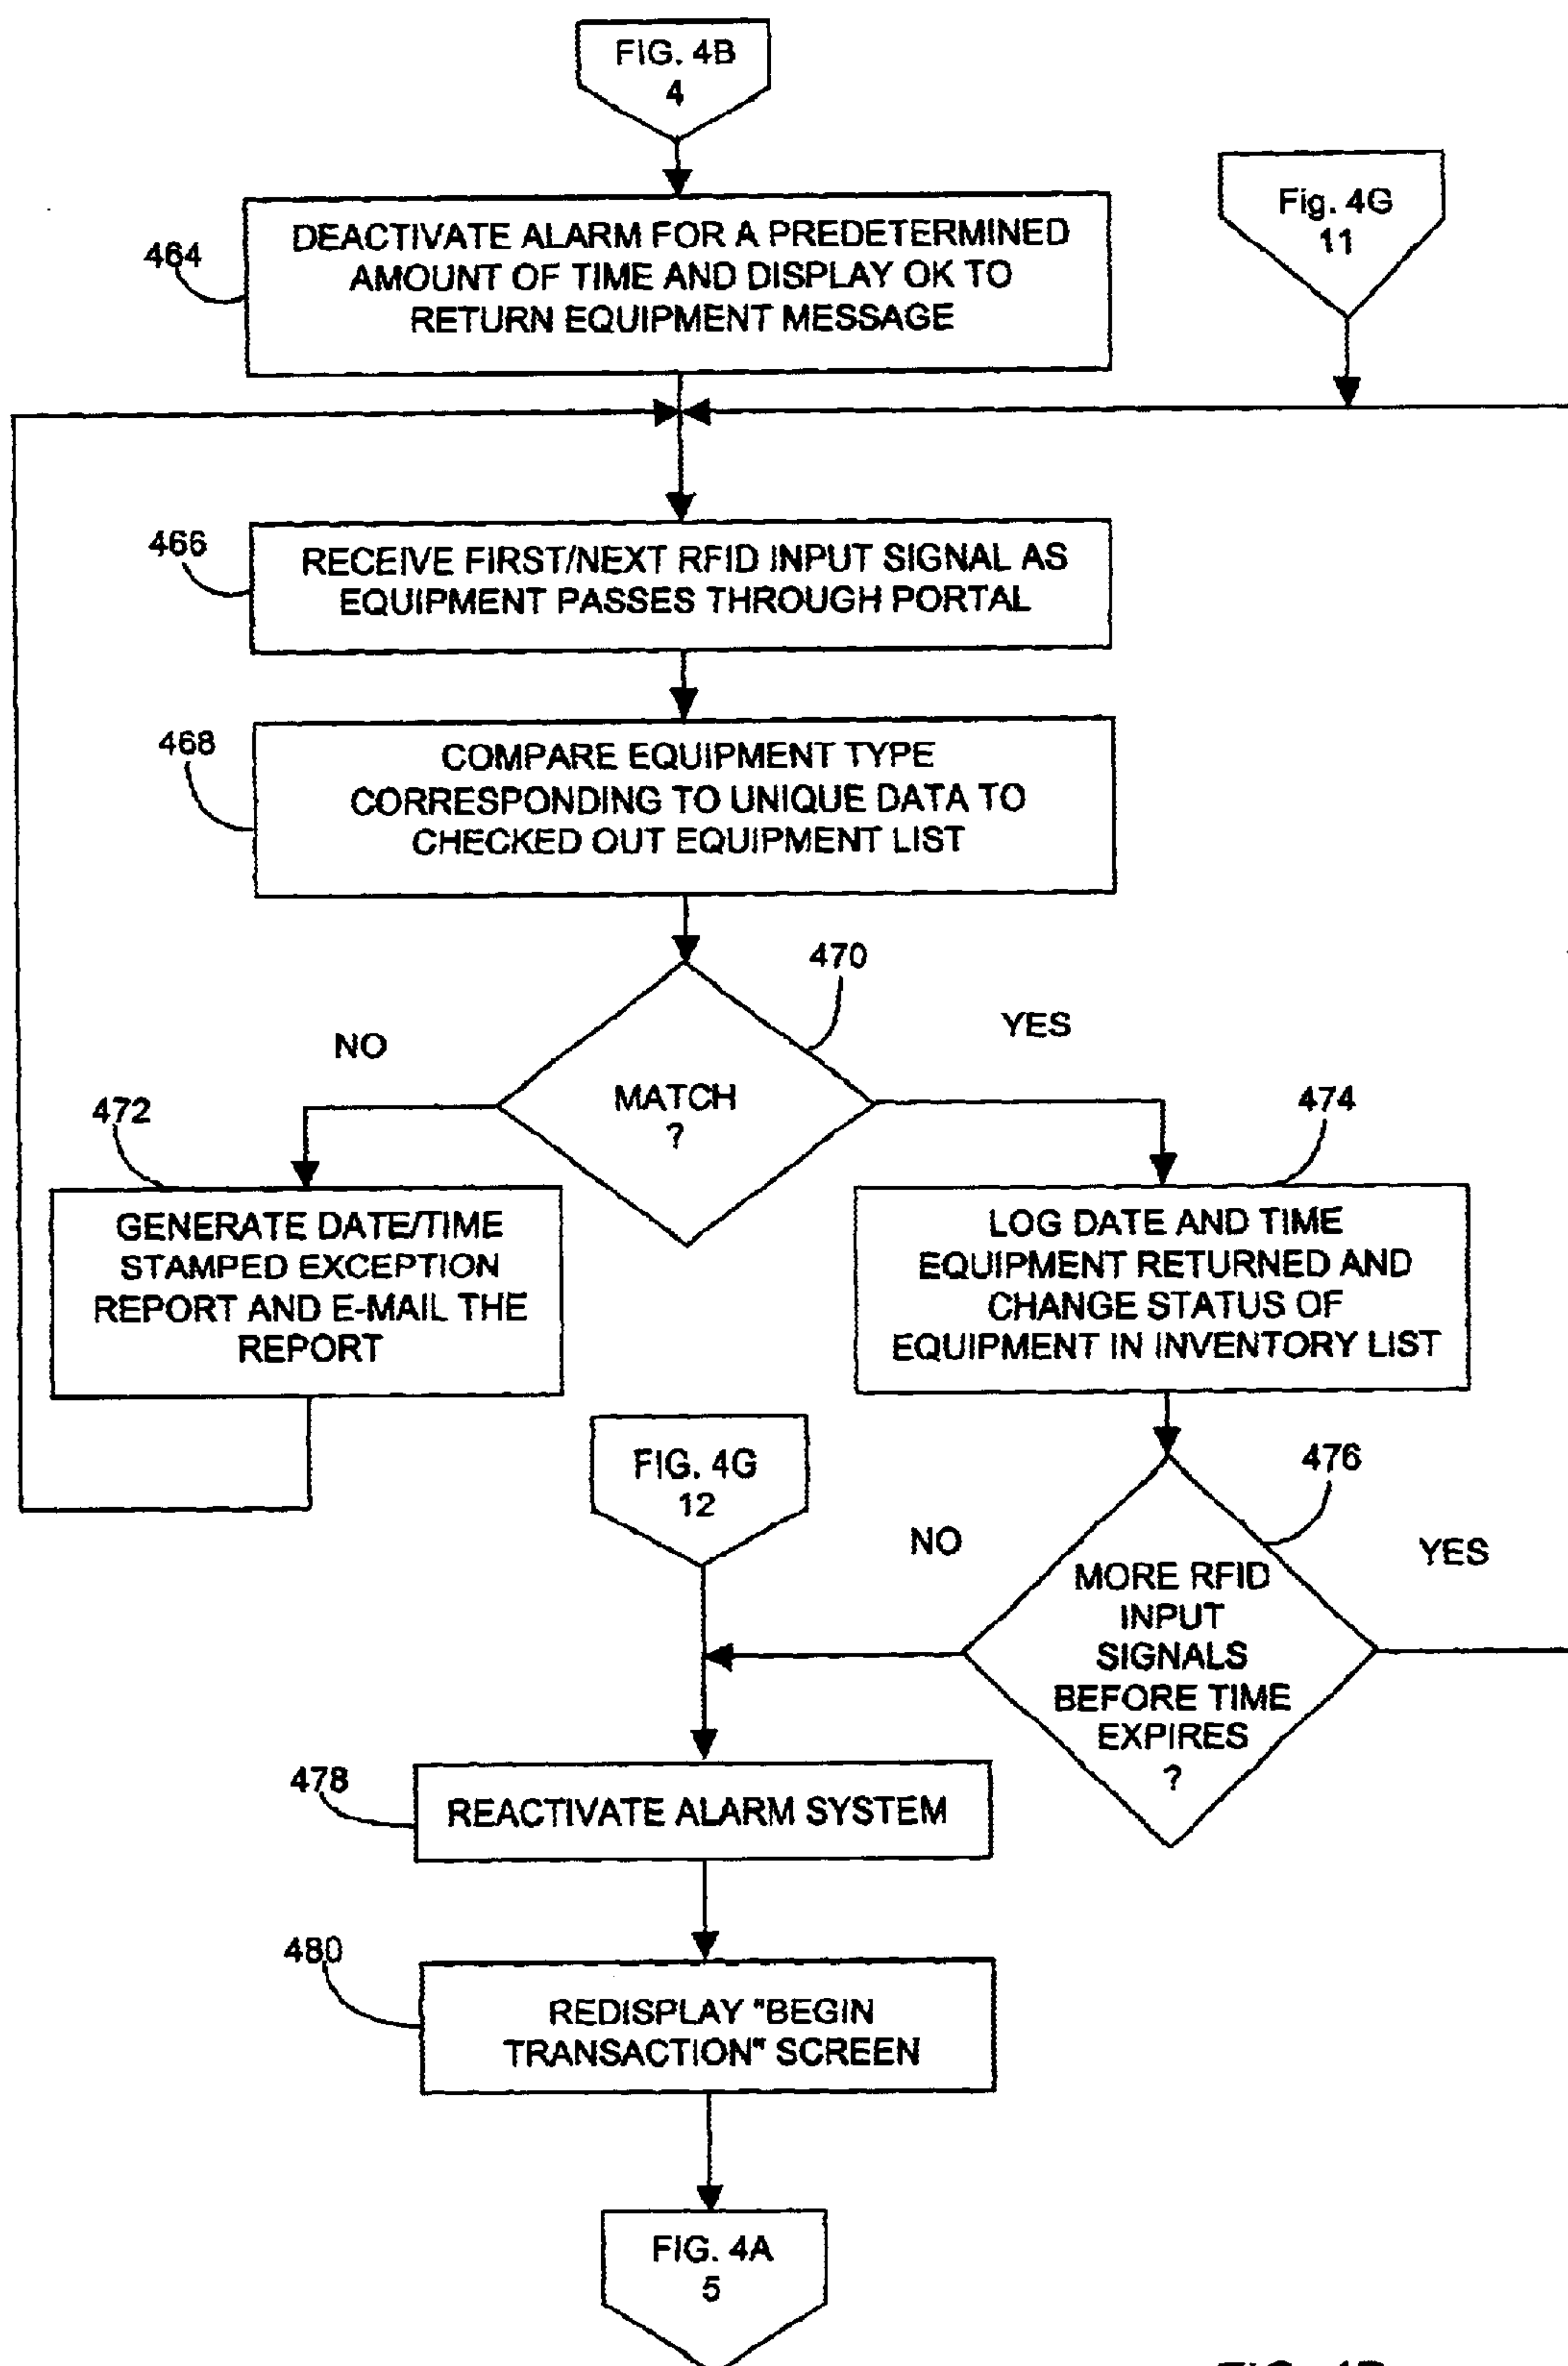 FIG. 4B
4
Fig. 4G
11
464
DEACTIVATE ALARM FOR A PREDETERMINED
AMOUNT OF TIME AND DISPLAY OK TO
RETURN EQUIPMENT MESSAGE
466
RECEIVE FIRST/NEXT RFID INPUT SIGNAL AS
EQUIPMENT PASSES THROUGH PORTAL
468
COMPARE EQUIPMENT TYPE
CORRESPONDING TO UNIQUE DATA TO
CHECKED OUT EQUIPMENT LIST
470
NO
YES
MATCH
?
472
474
GENERATE DATE/TIME
STAMPED EXCEPTION
REPORT AND E-MAIL THE
REPORT
LOG DATE AND TIME
EQUIPMENT RETURNED AND
CHANGE STATUS OF
EQUIPMENT IN INVENTORY LIST
FIG. 4G
12
476
NO
YES
MORE RFID
INPUT
SIGNALS
BEFORE TIME
EXPIRES
?
478
REACTIVATE ALARM SYSTEM
480
REDISPLAY "BEGIN
TRANSACTION" SCREEN
FIG. 4A
5